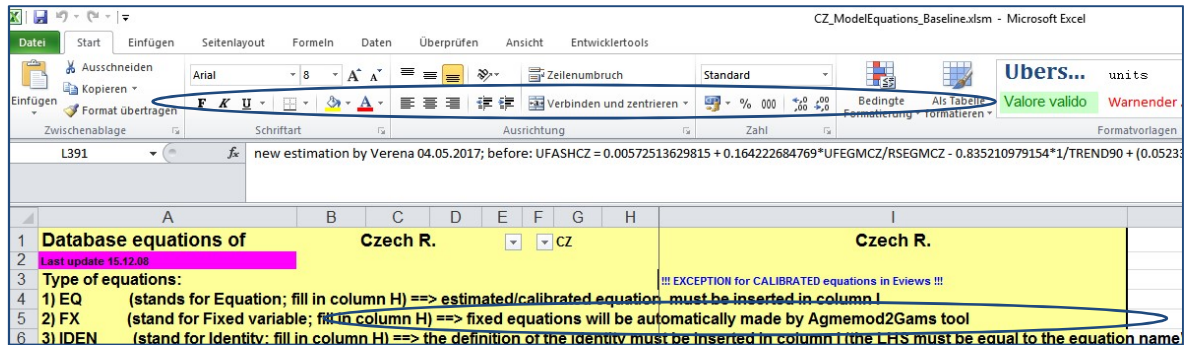 CZ_ModelEquations_Baseline.xlsm - Microsoft Excel
Datei Start Einfügen Seitenlayout Formeln Daten Überprüfen Ansicht Entwicklertools
Ausschneiden
Kopieren
Format übertragen
Einfügen
Zwischenablage
Arial 8 A A
F K U A
Schriftart
Zeilenumbruch
Verbinden und zentrieren
Ausrichtung
Standard
% 000
Zahl
Bedingte Formatierung
Als Tabelle formatieren
Übers... units
Valore valido Warnender
Formatvorlagen
L391 fx new estimation by Verena 04.05.2017; before: UFASHCZ = 0.00572513629815 + 0.164222684769*UFEGMCZ/RSEGMCZ - 0.835210979154*1/TREND90 + (0.0523
A B C D E F G H I
1 Database equations of Czech R. CZ Czech R.
2 Last update 15.12.08
3 Type of equations: !!! EXCEPTION for CALIBRATED equations in Eviews !!!
4 1) EQ (stands for Equation; fill in column H) ==> estimated/calibrated equation must be inserted in column I
5 2) FX (stand for Fixed variable; fill in column H) ==> fixed equations will be automatically made by Agmemod2Gams tool
6 3) IDEN (stand for Identity; fill in column H) ==> the definition of the identity must be inserted in column I (the LHS must be equal to the equation name)